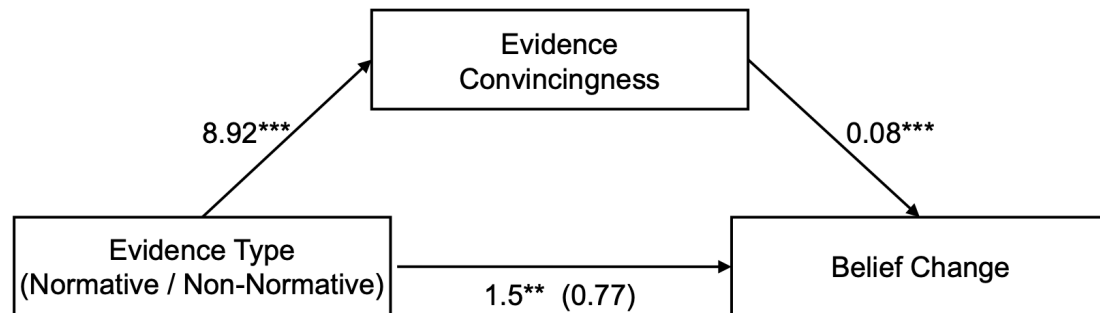 Evidence
Convincingness
8.92***
0.08***
Evidence Type
(Normative / Non-Normative)
1.5** (0.77)
Belief Change